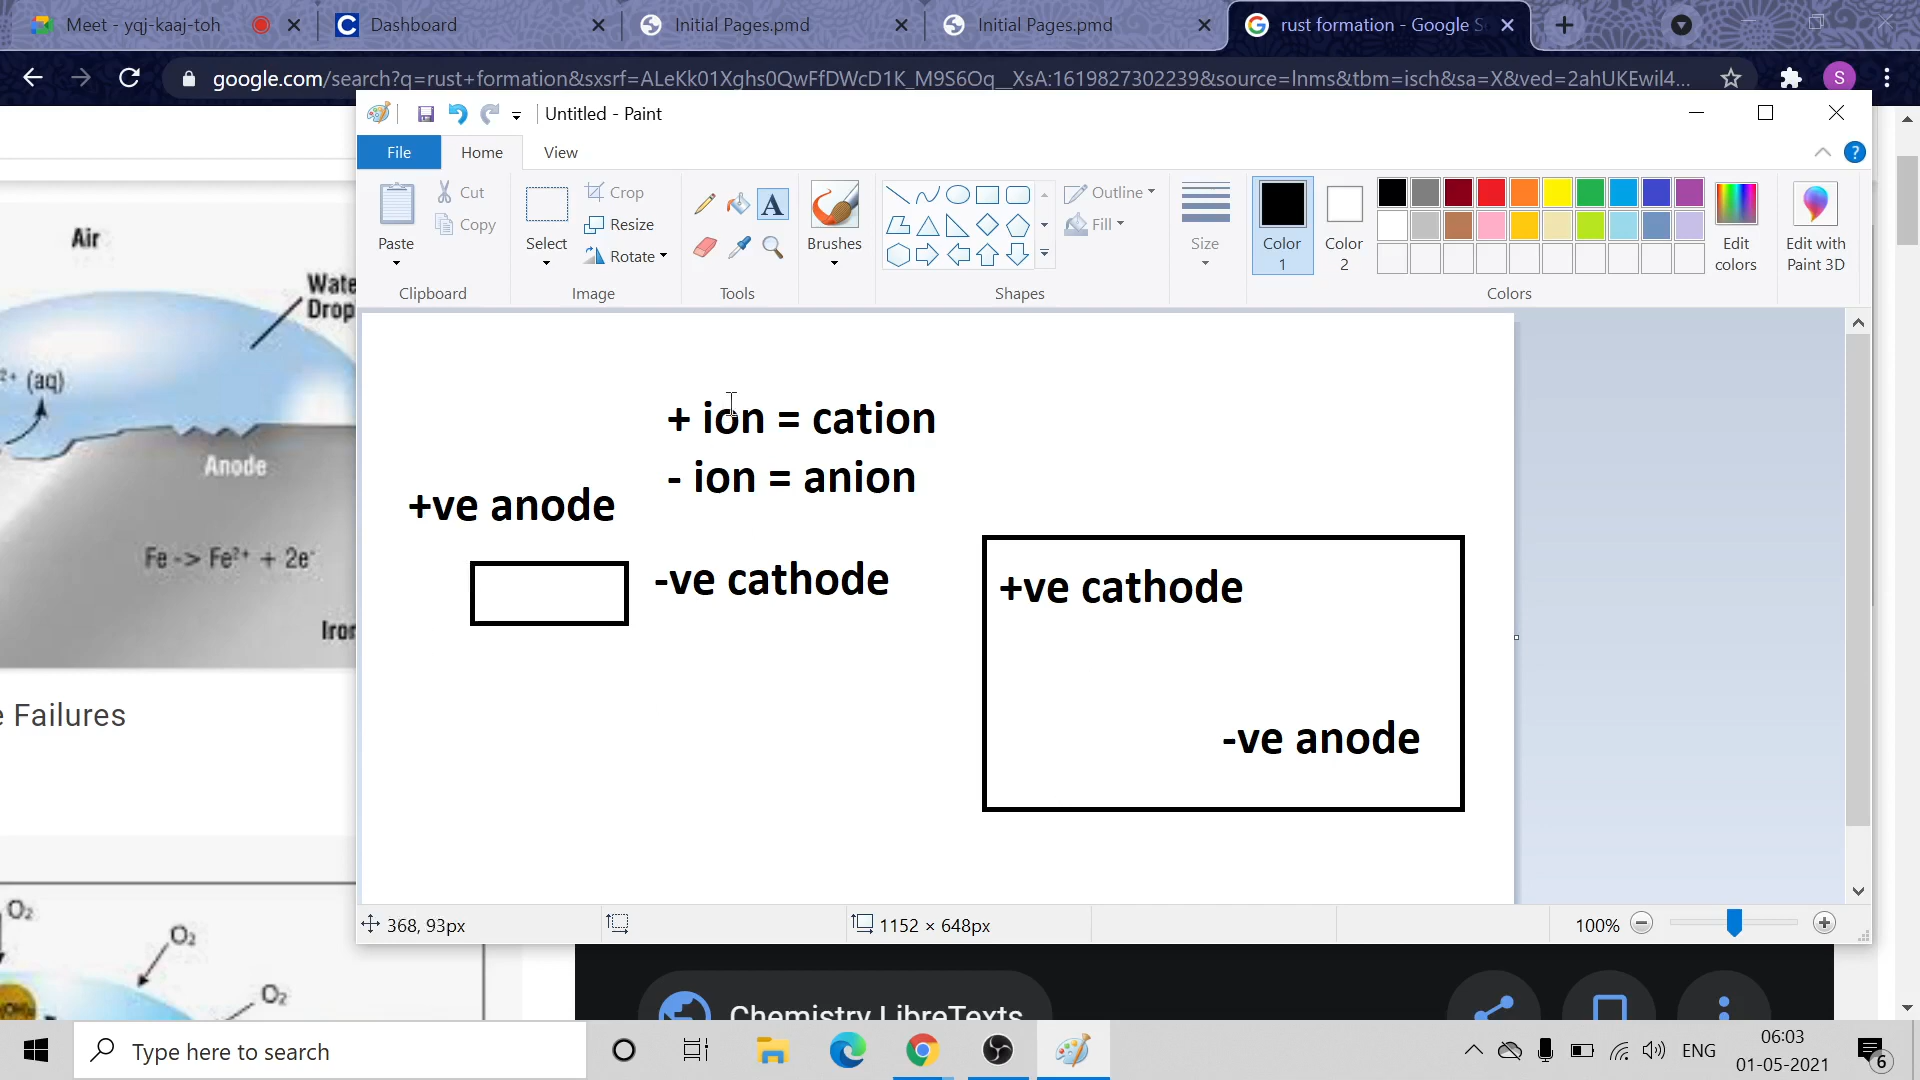 Meet - yqj-kaaj-toh
Dashboard
Initial Pages.pmd
Initial Pages.pmd
rust formation - Google S
google.com/search?q=rust+formation&sxsrf=ALeKk01Xghs0QwFfDWcD1K_M9S6Oq__XsA:1619827302239&source=lnms&tbm=isch&sa=X&ved=2ahUKEwil4...
S
Untitled - Paint
File
Home
View
Paste
Cut
Copy
Clipboard
Select
Crop
Resize
Rotate
Image
A
Tools
Brushes
Shapes
Outline
Fill
Size
Color 1
Color 2
Edit colors
Edit with Paint 3D
Colors
Air
Wate
Drop
2+ (aq)
Anode
Fe -> Fe²⁺ + 2e⁻
Iron
e Failures
O₂
O₂
O₂
+ ion = cation
- ion = anion
+ve anode
-ve cathode
+ve cathode
-ve anode
368, 93px
1152 × 648px
100%
Chemistry LibreTexts
Type here to search
ENG
06:03
01-05-2021
6